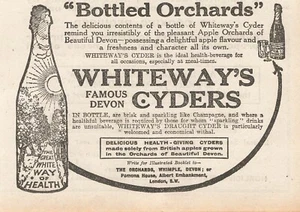 "Bottled Orchards"
The delicious contents of a bottle of Whiteway's Cyder
remind you irresistibly of the pleasant Apple Orchards of
Beautiful Devon—possessing a delightful apple flavour and
a freshness and character all its own.
WHITEWAY'S CYDER is the ideal health-beverage for
all occasions, especially at meal-times.
WHITEWAY'S
FAMOUS
DEVON
CYDERS
IN BOTTLE, are brisk and sparkling like Champagne, and where a
healthful beverage is required by those for whom "sparkling" drinks
are unsuitable, WHITEWAY'S DRAUGHT CYDER is particularly
welcomed and economical withal.
DELICIOUS HEALTH-GIVING CYDERS
made solely from British apples grown
in the Orchards of Beautiful Devon.
Write for Illustrated Booklet to—
THE ORCHARDS, WHIMPLE, DEVON; or
Pomona House, Albert Embankment,
London, S.W.
THE
GREAT
WHITE
WAY
TO
HEALTH